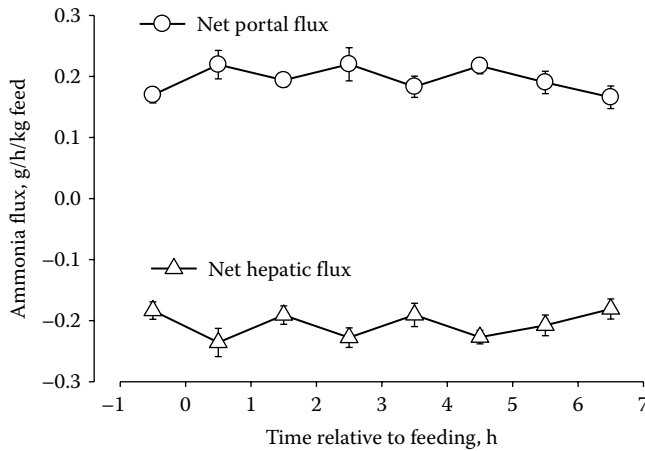 0.3
Net portal flux
0.2
0.1
0.0
−0.1
Net hepatic flux
−0.2
−0.3
Ammonia flux, g/h/kg feed
−1 0 1 2 3 4 5 6 7
Time relative to feeding, h